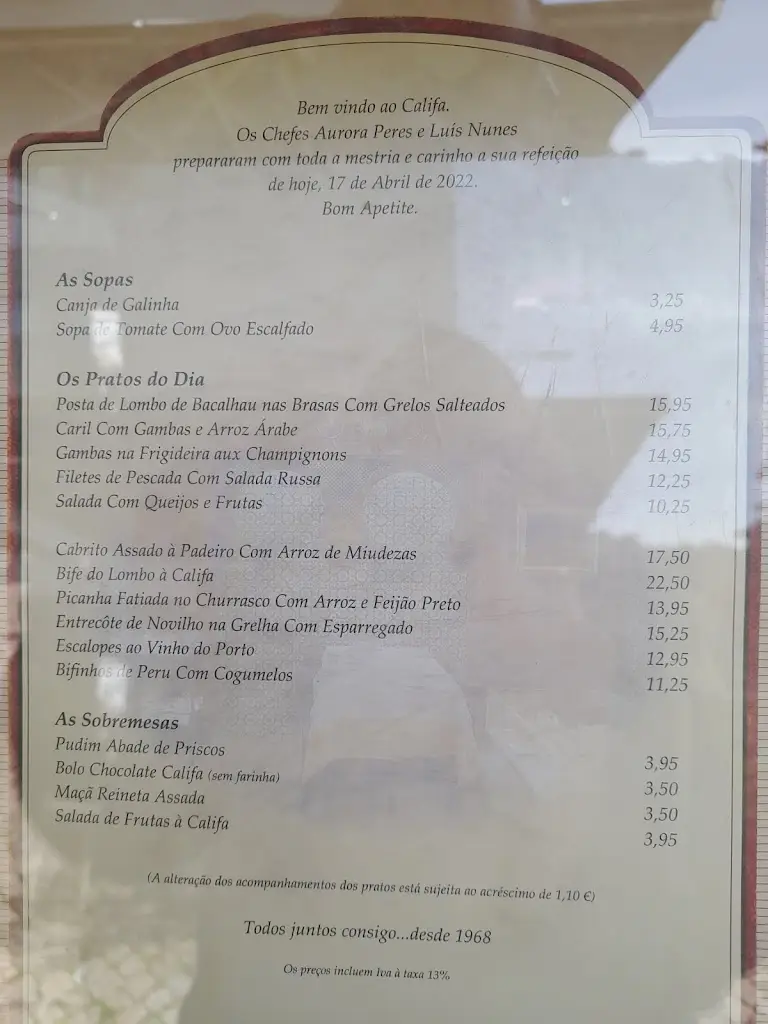 Bem vindo ao Califa.
Os Chefes Aurora Peres e Luís Nunes
prepararam com toda a mestria e carinho a sua refeição
de hoje, 17 de Abril de 2022.
Bom Apetite.
As Sopas
Canja de Galinha 3,25
Sopa de Tomate Com Ovo Escalfado 4,95
Os Pratos do Dia
Posta de Lombo de Bacalhau nas Brasas Com Grelos Salteados 15,95
Caril Com Gambas e Arroz Árabe 15,75
Gambas na Frigideira aux Champignons 14,95
Filetes de Pescada Com Salada Russa 12,25
Salada Com Queijos e Frutas 10,25
Cabrito Assado à Padeiro Com Arroz de Miudezas 17,50
Bife do Lombo à Califa 22,50
Picanha Fatiada no Churrasco Com Arroz e Feijão Preto 13,95
Entrecôte de Novilho na Grelha Com Esparregado 15,25
Escalopes ao Vinho do Porto 12,95
Bifinhos de Peru Com Cogumelos 11,25
As Sobremesas
Pudim Abade de Priscos 3,95
Bolo Chocolate Califa (sem farinha) 3,50
Maçã Reineta Assada 3,50
Salada de Frutas à Califa 3,95
(A alteração dos acompanhamentos dos pratos está sujeita ao acréscimo de 1,10 €)
Todos juntos consigo...desde 1968
Os preços incluem Iva à taxa 13%